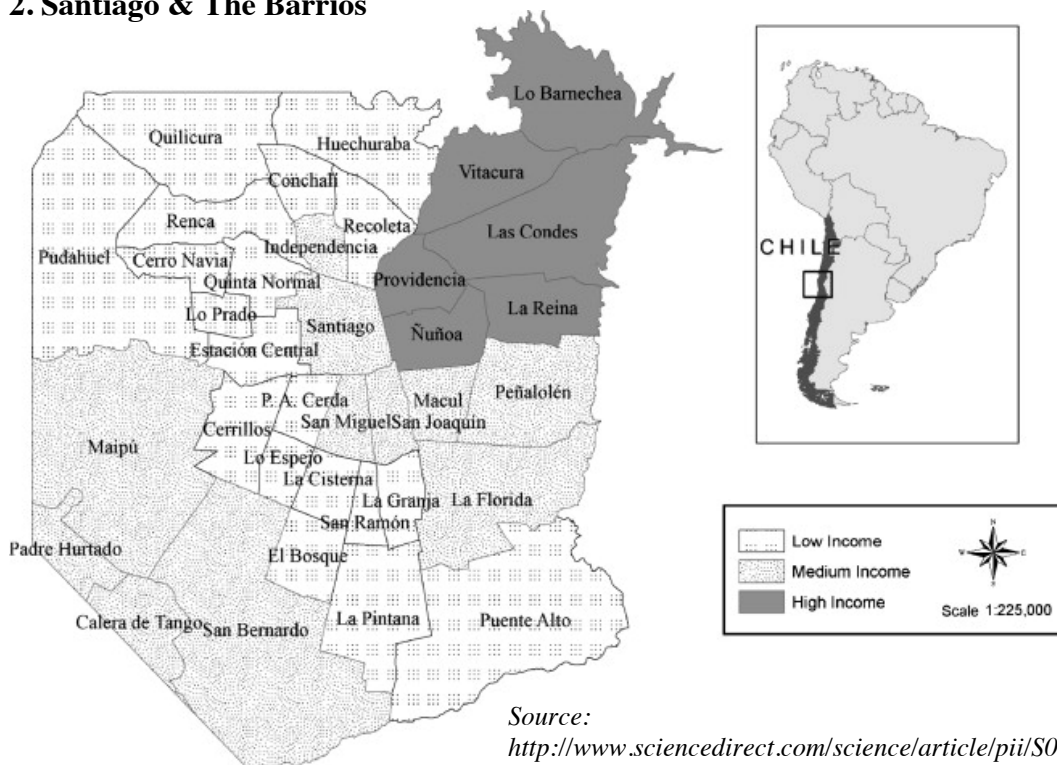 2. Santiago & The Barrios
Lo Barnechea
Quilicura
Huechuraba
Vitacura
Conchalí
Renca
Recoleta
Independencia
Las Condes
Pudahuel
Cerro Navia
Quinta Normal
Providencia
Lo Prado
Santiago
La Reina
Ñuñoa
Estación Central
P. A. Cerda
Macul
Peñalolén
San Miguel
San Joaquín
Cerrillos
Maipú
Lo Espejo
La Cisterna
La Granja
La Florida
San Ramón
Padre Hurtado
El Bosque
Calera de Tango
San Bernardo
La Pintana
Puente Alto
CHILE
Low Income
Medium Income
High Income
N
W
E
S
Scale 1:225,000
Source:
http://www.sciencedirect.com/science/article/pii/S0